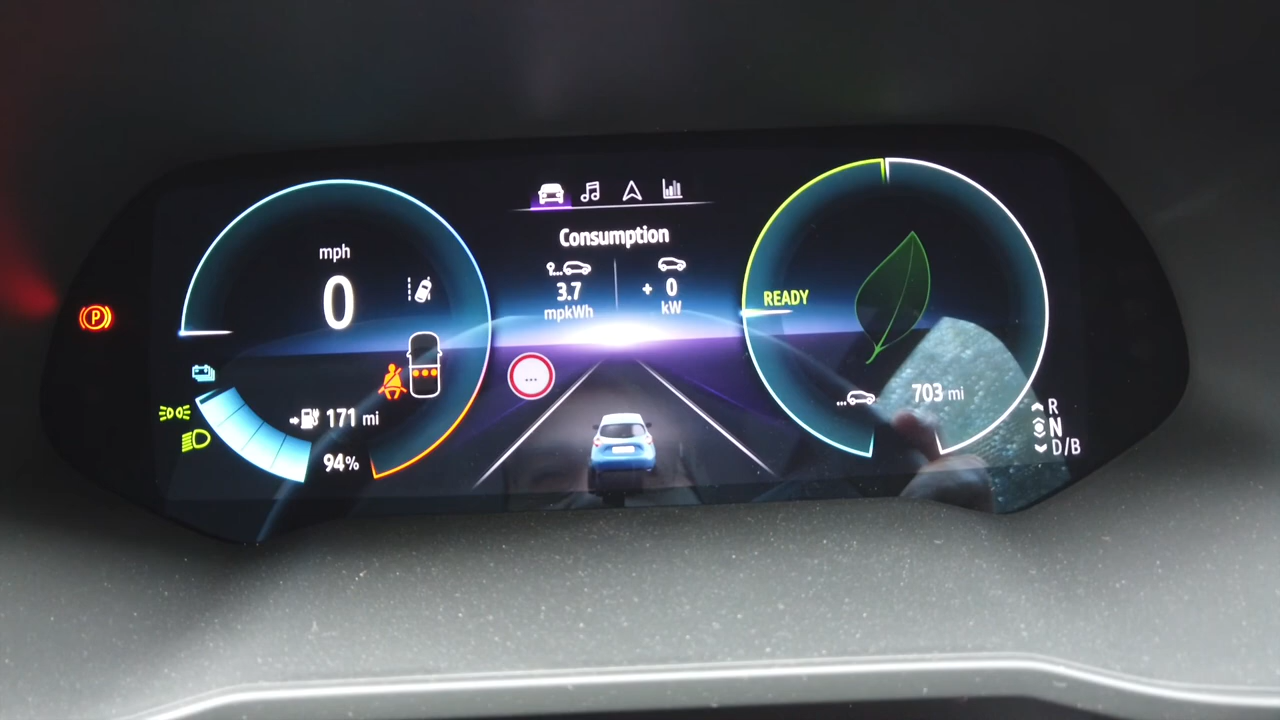 Consumption
mph
0
3.7
mpkWh
+ 0
kW
READY
P
...
171 mi
94%
...
703 mi
R
N
D/B